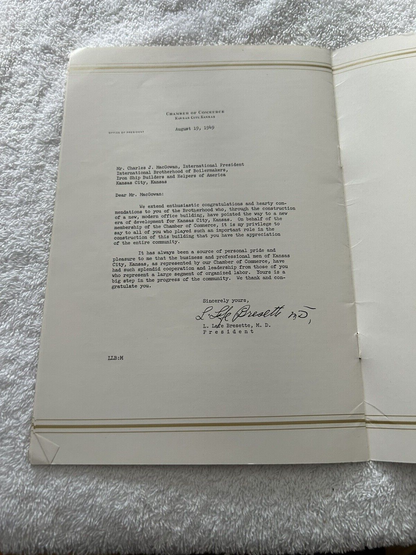 CHAMBER OF COMMERCE
KANSAS CITY KANSAS
OFFICE OF PRESIDENT
August 10, 1949
Mr. Charles J. MacGowan, International President
International Brotherhood of Boilermakers,
Iron Ship Builders and Helpers of America
Kansas City, Kansas
Dear Mr. MacGowan:
We extend enthusiastic congratulations and hearty com-
mendations to you of the Brotherhood who, through the construction
of a new, modern office building, have pointed the way to a new
era of development for Kansas City, Kansas. On behalf of the
membership of the Chamber of Commerce, it is my privilege to
say to all of you who played such an important role in the
construction of this building that you have the appreciation
of the entire community.
It has always been a source of personal pride and
pleasure to me that the business and professional men of Kansas
City, Kansas, as represented by our Chamber of Commerce, have
had such splendid cooperation and leadership from those of you
who represent a large segment of organized labor. Yours is a
big step in the progress of the community. We thank and con-
gratulate you.
Sincerely yours,
L. Lafe Bresette MD,
L. Lafe Bresette, M. D.
President
LLB:M